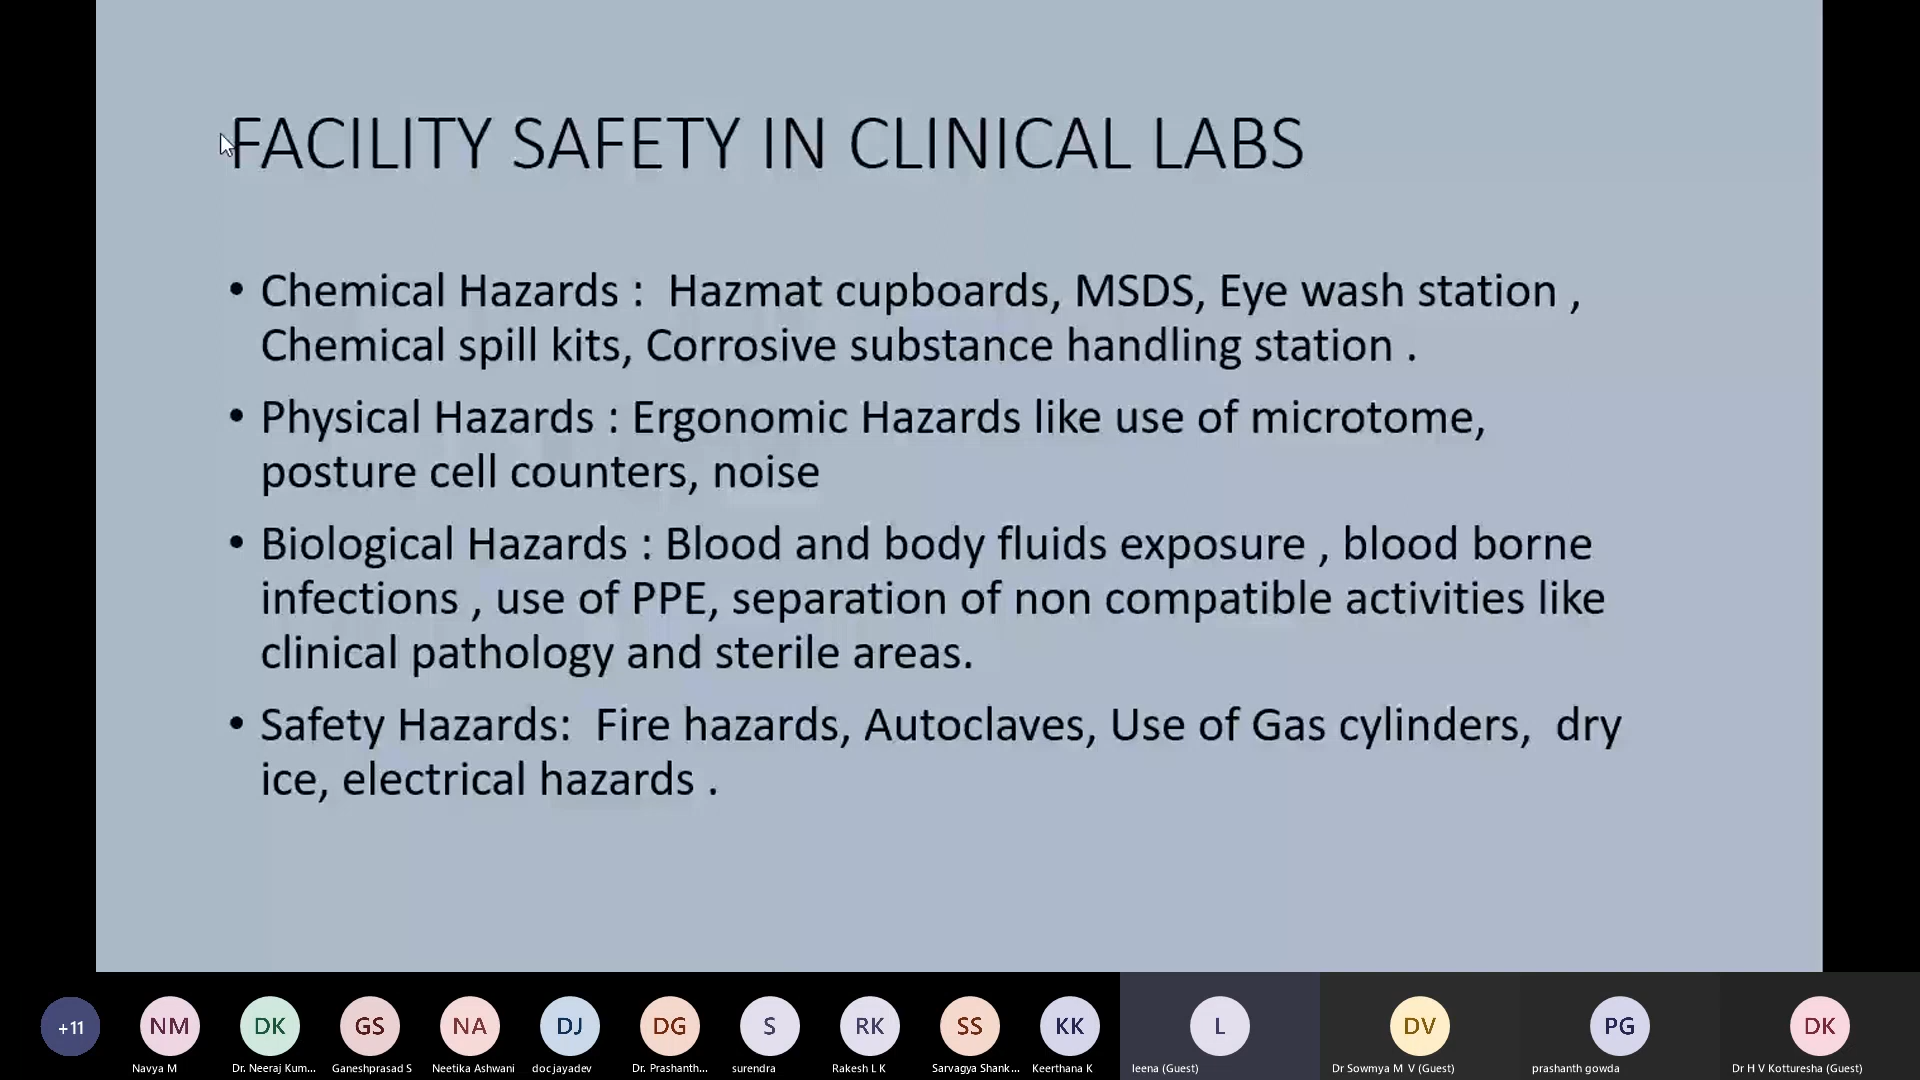 FACILITY SAFETY IN CLINICAL LABS
• Chemical Hazards :  Hazmat cupboards, MSDS, Eye wash station ,
Chemical spill kits, Corrosive substance handling station .
• Physical Hazards : Ergonomic Hazards like use of microtome,
posture cell counters, noise
• Biological Hazards : Blood and body fluids exposure , blood borne
infections , use of PPE, separation of non compatible activities like
clinical pathology and sterile areas.
• Safety Hazards:  Fire hazards, Autoclaves, Use of Gas cylinders,  dry
ice, electrical hazards .
+11 NM DK GS NA DJ DG S RK SS KK L DV PG DK
Navya M Dr. Neeraj Kum... Ganeshprasad S Neetika Ashwani docjayadev Dr. Prashanth... surendra Rakesh L K Sarvagya Shank... Keerthana K leena (Guest) Dr Sowmya M V (Guest) prashanth gowda Dr H V Kotturesha (Guest)